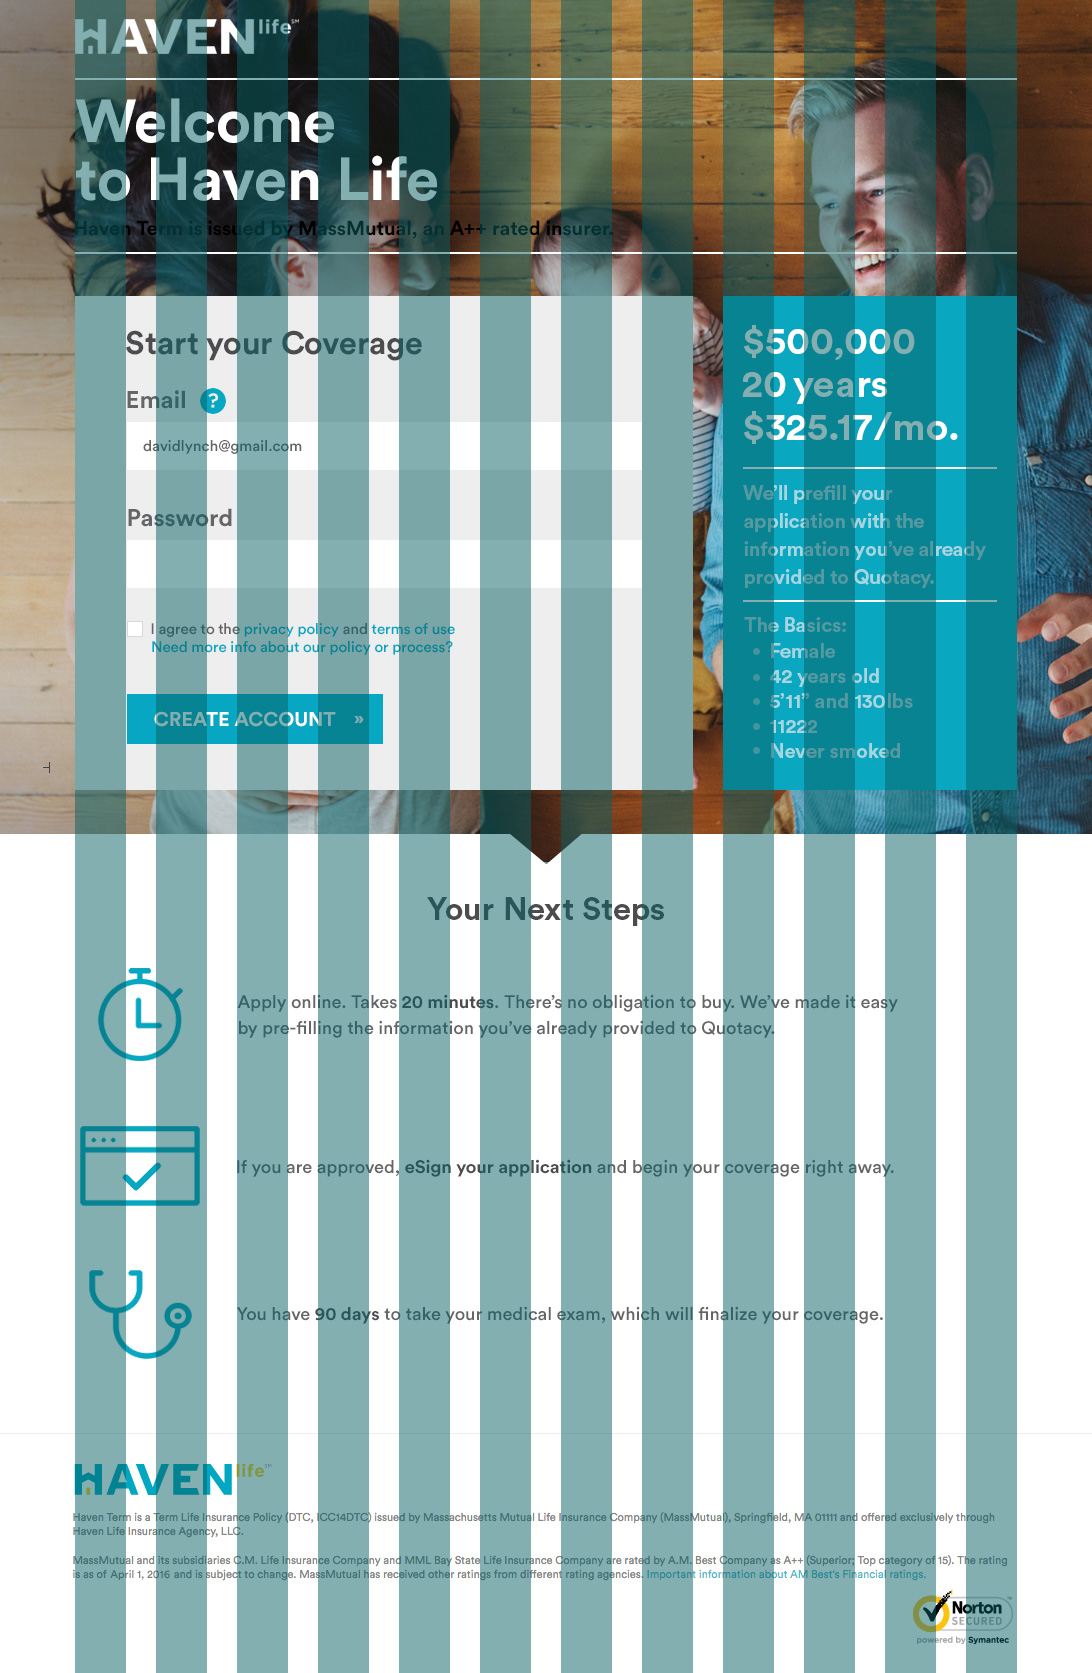 HAVEN life℠
Welcome
to Haven Life
Haven Term is issued by MassMutual, an A++ rated insurer.
Start your Coverage
Email ?
davidlynch@gmail.com
Password
I agree to the privacy policy and terms of use
Need more info about our policy or process?
CREATE ACCOUNT »
$500,000
20 years
$325.17/mo.
We'll prefill your
application with the
information you've already
provided to Quotacy.
The Basics:
• Female
• 42 years old
• 5'11" and 130lbs
• 11222
• Never smoked
Your Next Steps
Apply online. Takes 20 minutes. There's no obligation to buy. We've made it easy
by pre-filling the information you've already provided to Quotacy.
If you are approved, eSign your application and begin your coverage right away.
You have 90 days to take your medical exam, which will finalize your coverage.
HAVEN life℠
Haven Term is a Term Life Insurance Policy (DTC, ICC14DTC) issued by Massachusetts Mutual Life Insurance Company (MassMutual), Springfield, MA 01111 and offered exclusively through
Haven Life Insurance Agency, LLC.
MassMutual and its subsidiaries C.M. Life Insurance Company and MML Bay State Life Insurance Company are rated by A.M. Best Company as A++ (Superior; Top category of 15). The rating
is as of April 1, 2016 and is subject to change. MassMutual has received other ratings from different rating agencies. Important information about AM Best's Financial ratings.
Norton™
SECURED
powered by Symantec